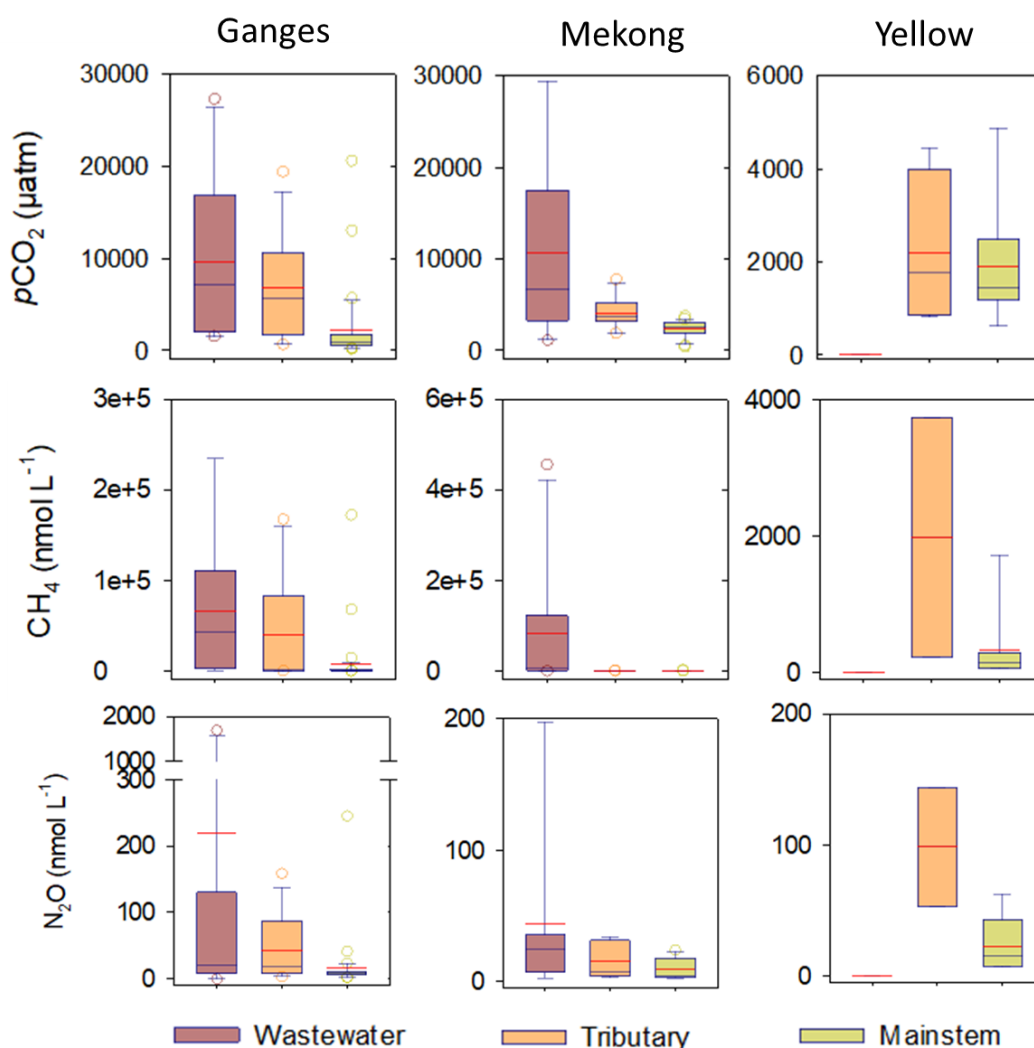 Ganges Mekong Yellow
pCO2 (µatm)
30000 30000 6000
20000 20000 4000
10000 10000 2000
0 0 0
CH4 (nmol L-1)
3e+5 6e+5 4000
2e+5 4e+5 2000
1e+5 2e+5
0 0 0
N2O (nmol L-1)
2000 200 200
1000
300
200 100 100
100
0 0 0
Wastewater Tributary Mainstem